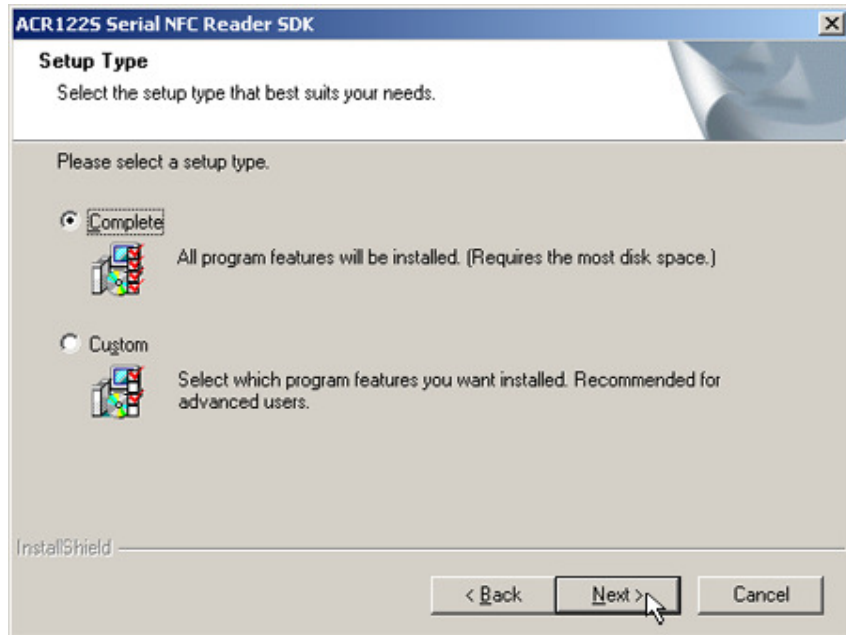 ACR122S Serial NFC Reader SDK
Setup Type
Select the setup type that best suits your needs.
Please select a setup type.
Complete
All program features will be installed. (Requires the most disk space.)
Custom
Select which program features you want installed. Recommended for
advanced users.
InstallShield
< Back Next > Cancel